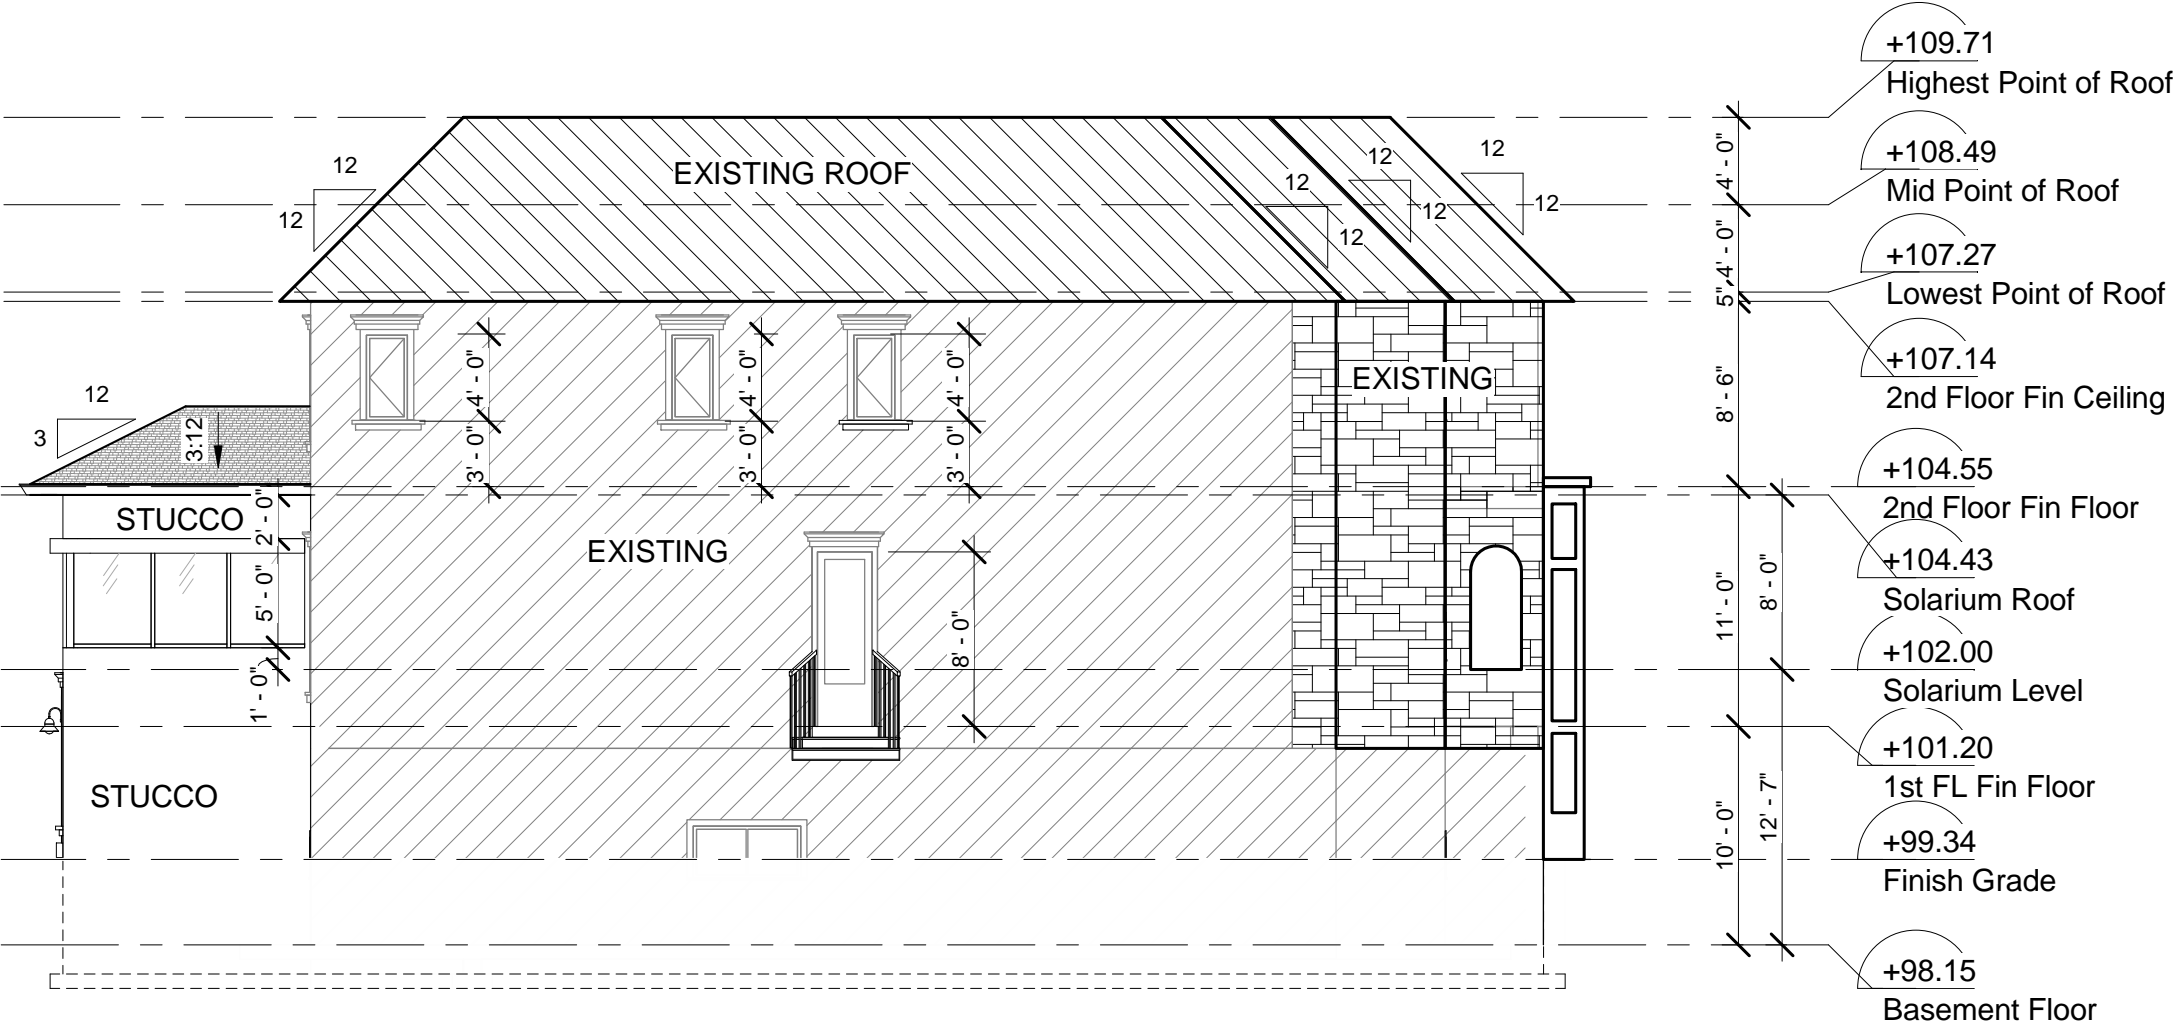 +109.71
Highest Point of Roof
+108.49
Mid Point of Roof
+107.27
Lowest Point of Roof
+107.14
2nd Floor Fin Ceiling
+104.55
2nd Floor Fin Floor
+104.43
Solarium Roof
+102.00
Solarium Level
+101.20
1st FL Fin Floor
+99.34
Finish Grade
+98.15
Basement Floor
4' - 0"
4' - 0"
5"
8' - 6"
11' - 0"
10' - 0"
8' - 0"
12' - 7"
EXISTING ROOF
12
12
12
12
12
12
12
12
EXISTING
EXISTING
4' - 0"
3' - 0"
4' - 0"
3' - 0"
4' - 0"
3' - 0"
8' - 0"
12
3
3:12
STUCCO
2' - 0"
5' - 0"
1' - 0"
STUCCO